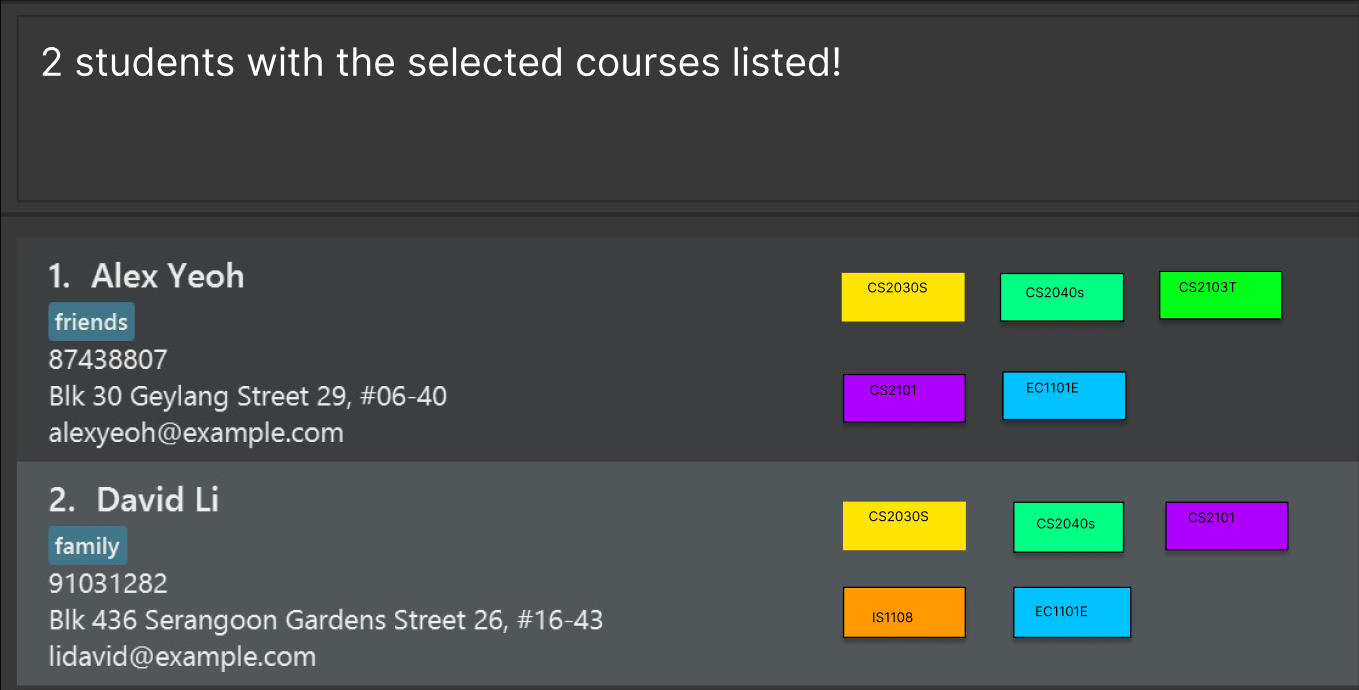 2 students with the selected courses listed!
1. Alex Yeoh
friends
87438807
Blk 30 Geylang Street 29, #06-40
alexyeoh@example.com
CS2030S CS2040s CS2103T
CS2101 EC1101E
2. David Li
family
91031282
Blk 436 Serangoon Gardens Street 26, #16-43
lidavid@example.com
CS2030S CS2040s CS2101
IS1108 EC1101E